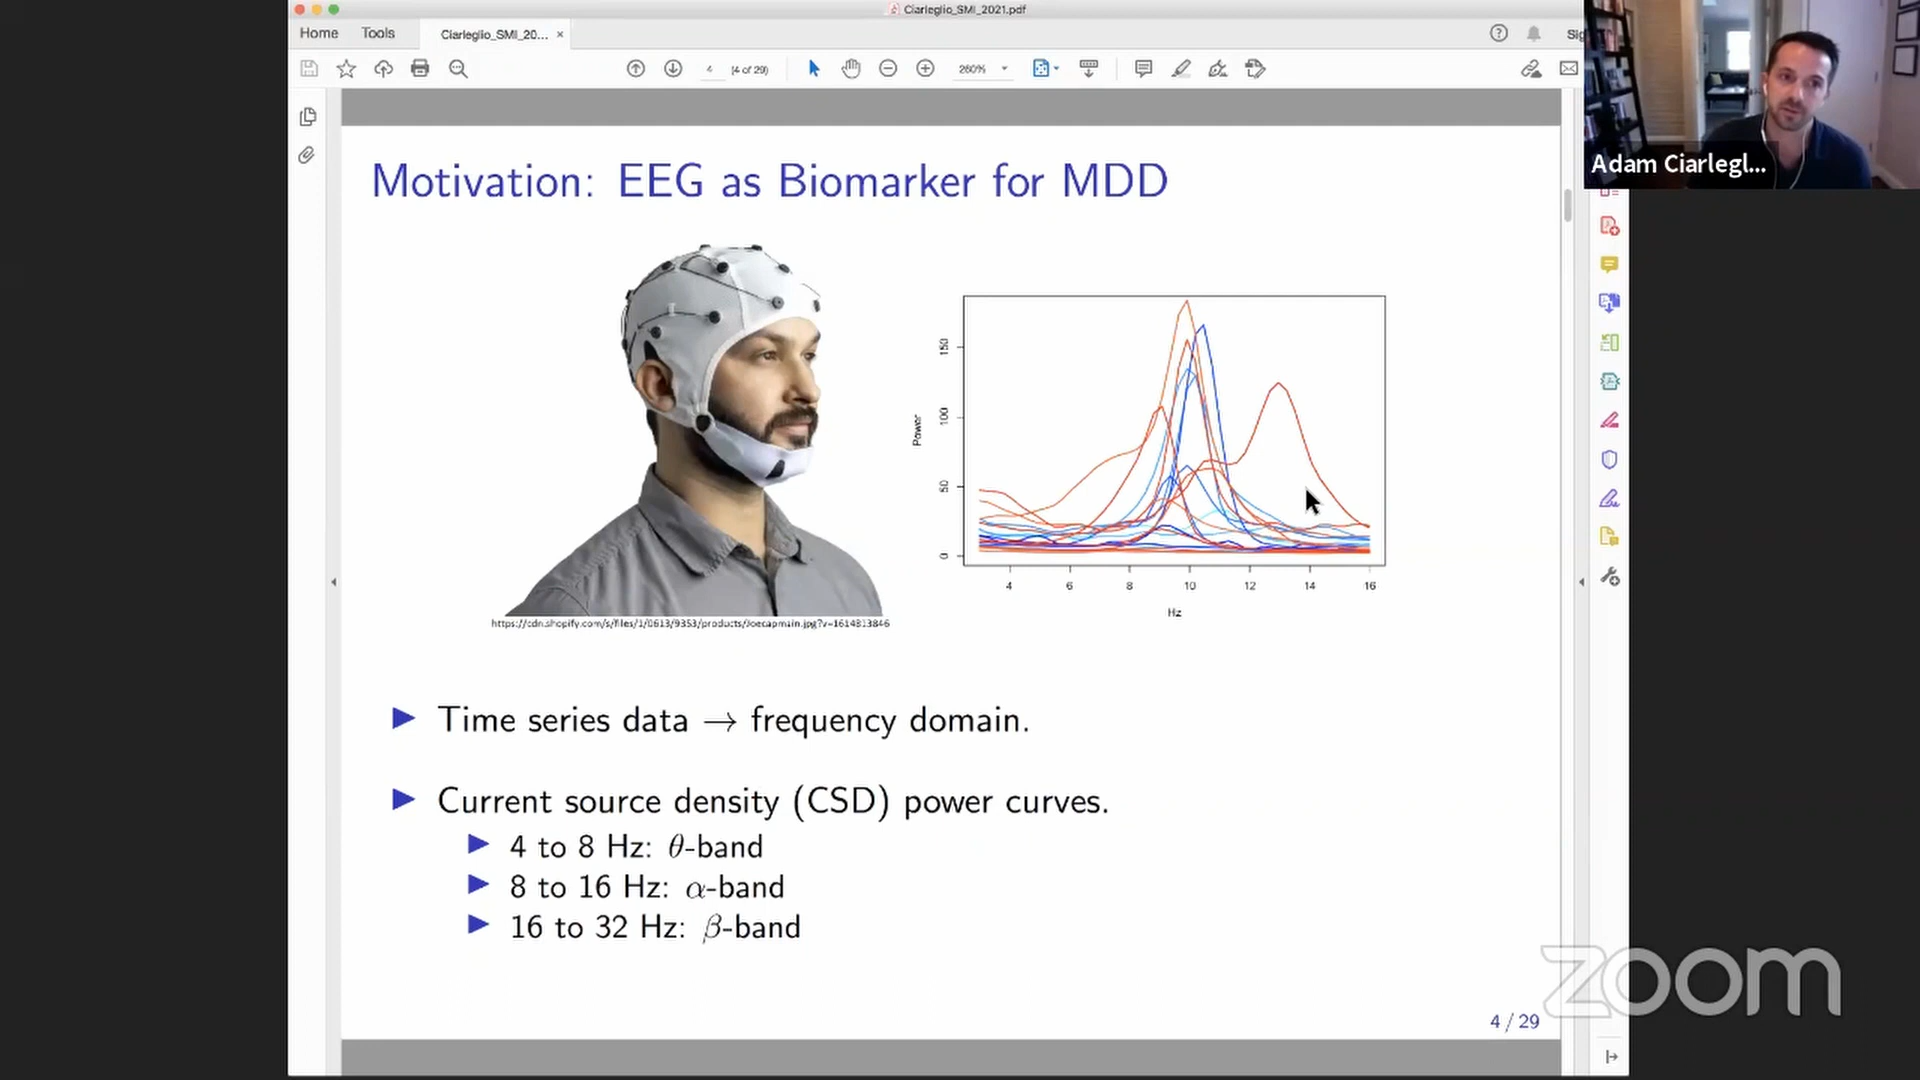 Ciarleglio_SMI_2021.pdf
Home
Tools
Ciarleglio_SMI_20... ×
4
(4 of 29)
260%
Adam Ciarlegl...
Motivation: EEG as Biomarker for MDD
150
100
50
0
Power
4 6 8 10 12 14 16
Hz
https://cdn.shopify.com/s/files/1/0613/9353/products/Joecapmain.jpg?v=1614813846
Time series data → frequency domain.
Current source density (CSD) power curves.
4 to 8 Hz: θ-band
8 to 16 Hz: α-band
16 to 32 Hz: β-band
4 / 29
zoom